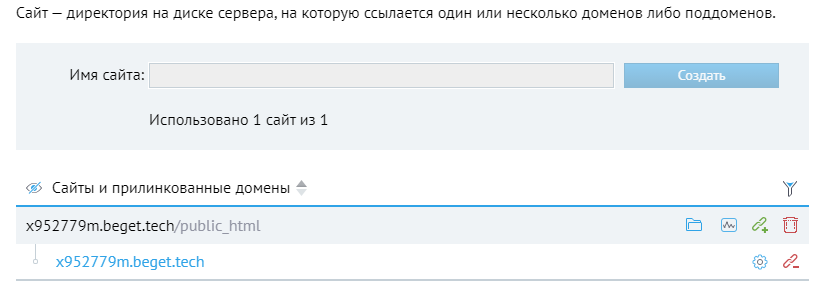 Сайт — директория на диске сервера, на которую ссылается один или несколько доменов либо поддоменов.
Имя сайта: Создать
Использовано 1 сайт из 1
Сайты и прилинкованные домены
x952779m.beget.tech/public_html
x952779m.beget.tech